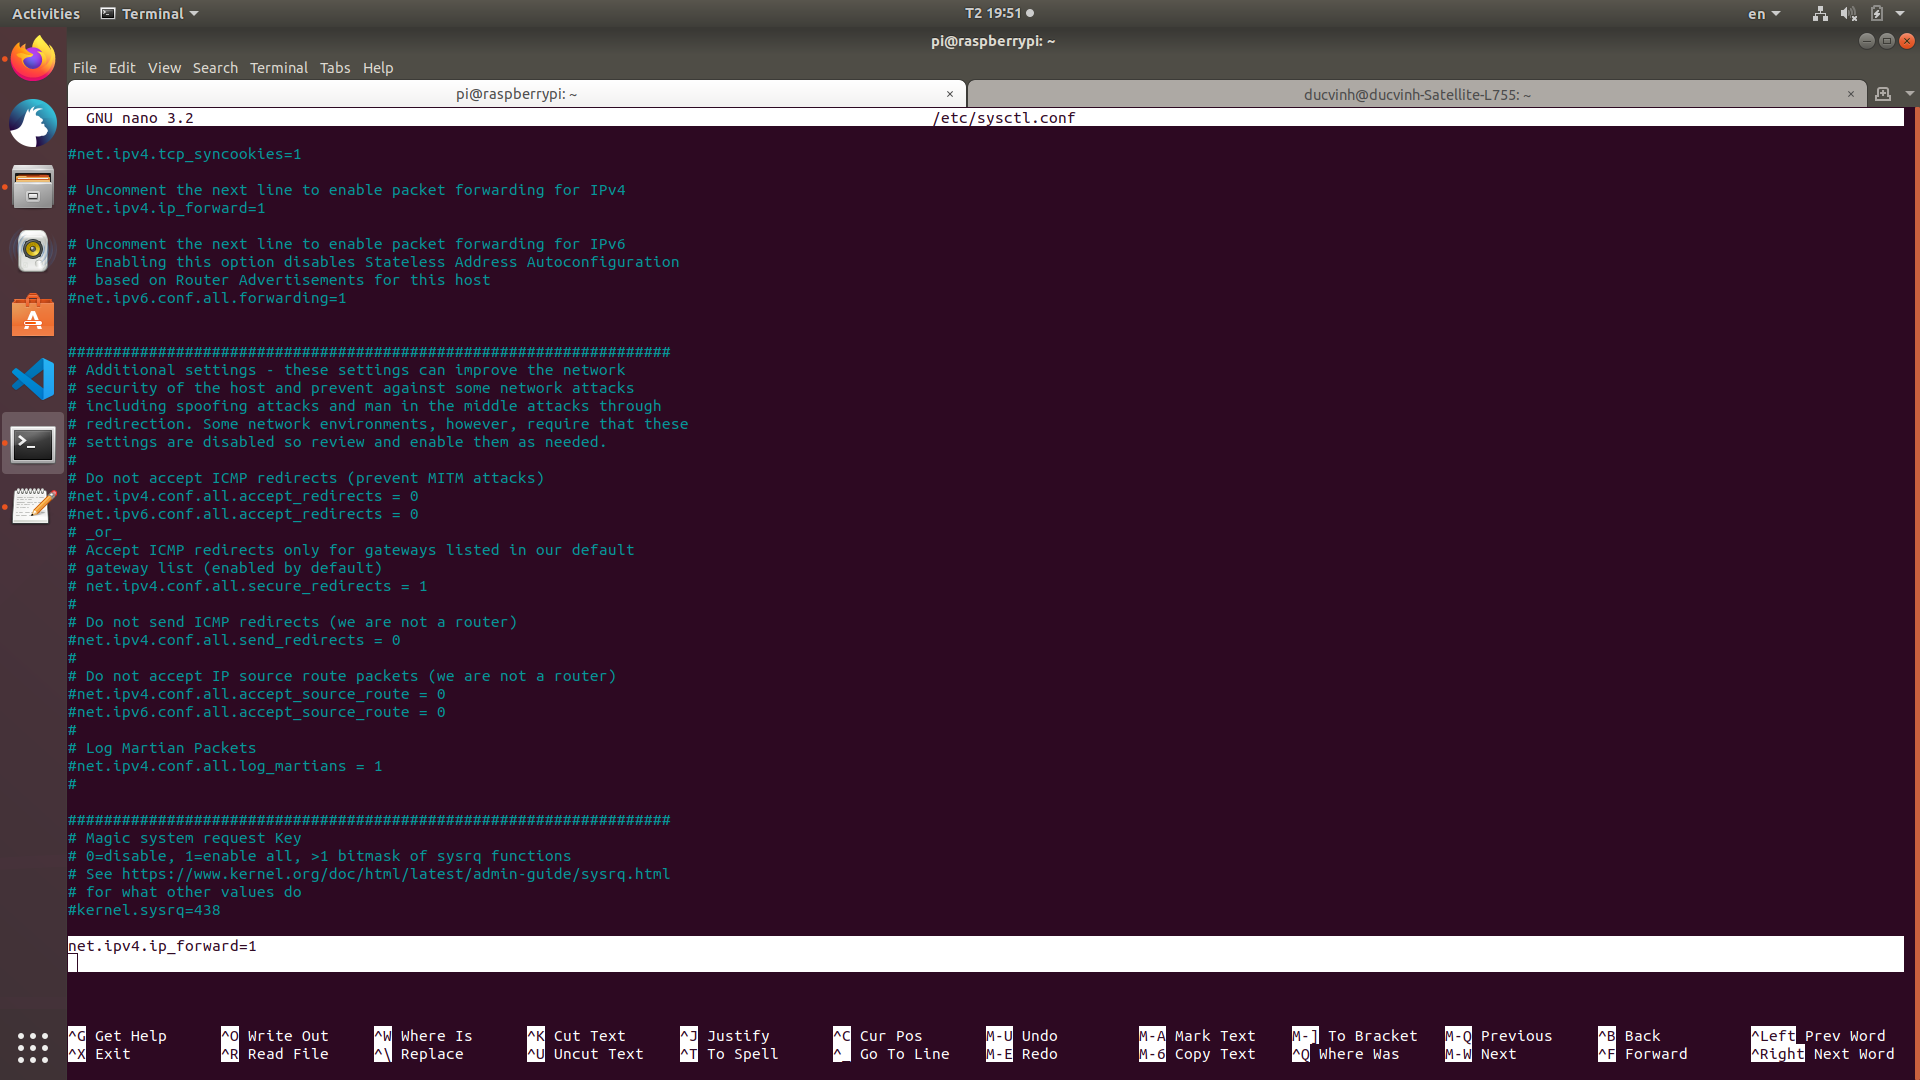 Activities Terminal T2 19:51 en
pi@raspberrypi: ~
File Edit View Search Terminal Tabs Help
pi@raspberrypi: ~ × ducvinh@ducvinh-Satellite-L755: ~ ×
GNU nano 3.2 /etc/sysctl.conf
#net.ipv4.tcp_syncookies=1
# Uncomment the next line to enable packet forwarding for IPv4
#net.ipv4.ip_forward=1
# Uncomment the next line to enable packet forwarding for IPv6
#  Enabling this option disables Stateless Address Autoconfiguration
#  based on Router Advertisements for this host
#net.ipv6.conf.all.forwarding=1
###################################################################
# Additional settings - these settings can improve the network
# security of the host and prevent against some network attacks
# including spoofing attacks and man in the middle attacks through
# redirection. Some network environments, however, require that these
# settings are disabled so review and enable them as needed.
#
# Do not accept ICMP redirects (prevent MITM attacks)
#net.ipv4.conf.all.accept_redirects = 0
#net.ipv6.conf.all.accept_redirects = 0
# _or_
# Accept ICMP redirects only for gateways listed in our default
# gateway list (enabled by default)
# net.ipv4.conf.all.secure_redirects = 1
#
# Do not send ICMP redirects (we are not a router)
#net.ipv4.conf.all.send_redirects = 0
#
# Do not accept IP source route packets (we are not a router)
#net.ipv4.conf.all.accept_source_route = 0
#net.ipv6.conf.all.accept_source_route = 0
#
# Log Martian Packets
#net.ipv4.conf.all.log_martians = 1
#
###################################################################
# Magic system request Key
# 0=disable, 1=enable all, >1 bitmask of sysrq functions
# See https://www.kernel.org/doc/html/latest/admin-guide/sysrq.html
# for what other values do
#kernel.sysrq=438
net.ipv4.ip_forward=1
^G Get Help ^O Write Out ^W Where Is ^K Cut Text ^J Justify ^C Cur Pos M-U Undo M-A Mark Text M-] To Bracket M-Q Previous ^B Back ^Left Prev Word
^X Exit ^R Read File ^\ Replace ^U Uncut Text ^T To Spell ^_ Go To Line M-E Redo M-6 Copy Text ^Q Where Was M-W Next ^F Forward ^Right Next Word